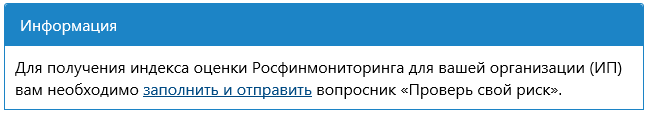 Информация
Для получения индекса оценки Росфинмониторинга для вашей организации (ИП)
вам необходимо заполнить и отправить вопросник «Проверь свой риск».